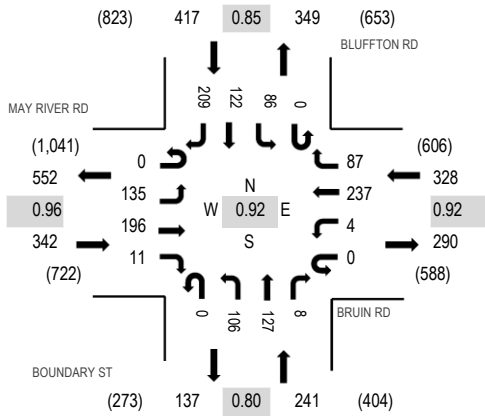 (823) 417 0.85 349 (653)
BLUFFTON RD
209 122 86 0
MAY RIVER RD
(1,041) (606)
552 0 87 328
135 237
N
0.96 W 0.92 E 0.92
196 4
S
342 11 0 290
(722) (588)
0 106 127 8
BRUIN RD
BOUNDARY ST
(273) 137 0.80 241 (404)